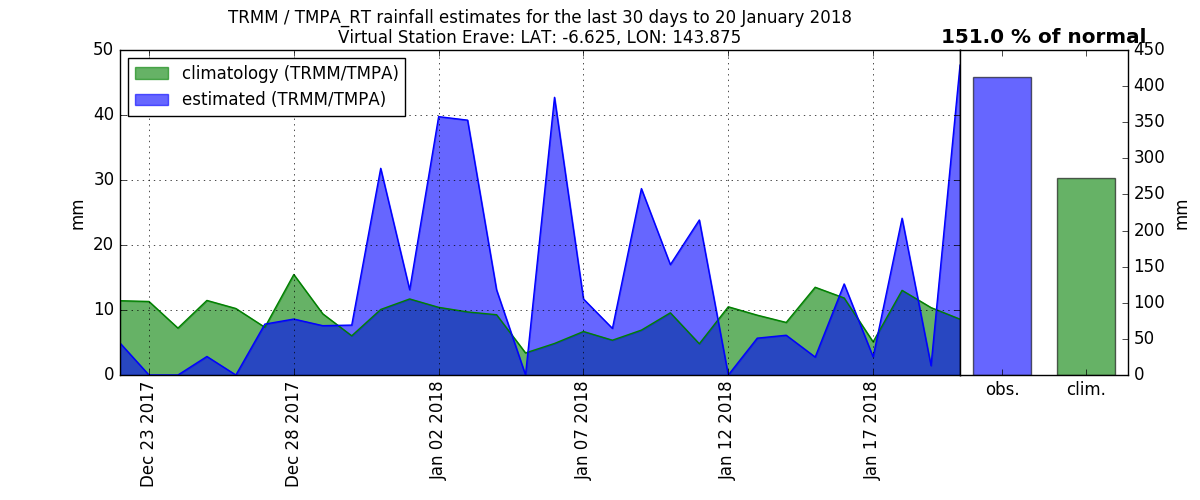 TRMM / TMPA_RT rainfall estimates for the last 30 days to 20 January 2018
Virtual Station Erave: LAT: -6.625, LON: 143.875
151.0 % of normal
climatology (TRMM/TMPA)
estimated (TRMM/TMPA)
50
40
30
20
10
0
mm
Dec 23 2017
Dec 28 2017
Jan 02 2018
Jan 07 2018
Jan 12 2018
Jan 17 2018
450
400
350
300
250
200
150
100
50
0
mm
obs.
clim.